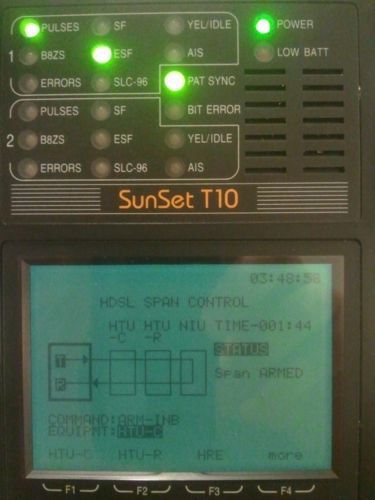 PULSES SF YEL/IDLE POWER
1 B8ZS ESF AIS LOW BATT
ERRORS SLC-96 PAT SYNC
PULSES SF BIT ERROR
2 B8ZS ESF YEL/IDLE
ERRORS SLC-96 AIS
SunSet T10
03:48:58
HDSL SPAN CONTROL
HTU HTU NIU TIME-001:44
-C -R STATUS
T Span ARMED
R
COMMAND:ARM-INB
EQUIPMT:HTU-C
HTU-C HTU-R HRE more
F1 F2 F3 F4